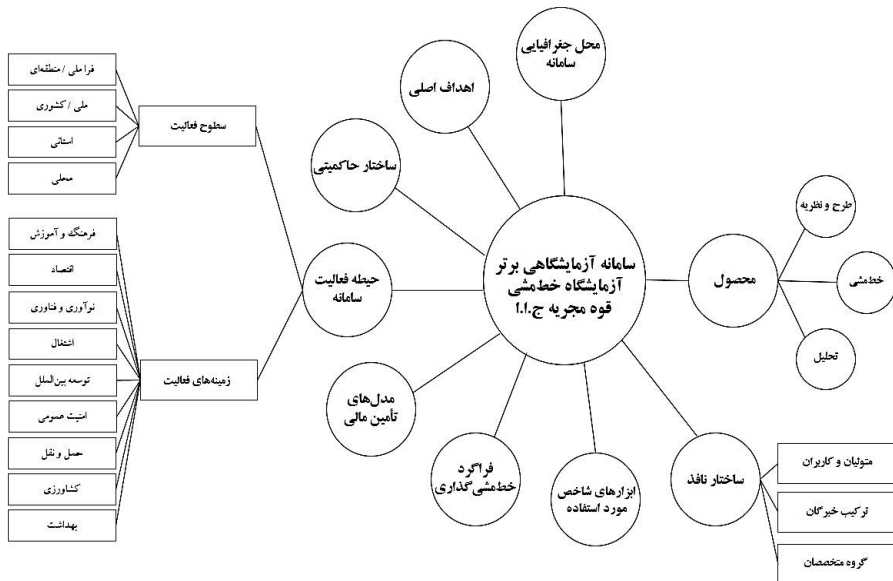 محل جغرافیایی
سامانه
اهداف اصلی
ساختار حاکمیتی
حیطه فعالیت
سامانه
سطوح فعالیت
فرا ملی / منطقه‌ای
ملی / کشوری
استانی
محلی
زمینه‌های فعالیت
فرهنگ و آموزش
اقتصاد
نوآوری و فناوری
اشتغال
توسعه بین‌الملل
امنیت عمومی
حمل و نقل
کشاورزی
بهداشت
سامانه آزمایشگاهی برتر
آزمایشگاه خط‌مشی
قوه مجریه ج.ا.ا
محصول
طرح و نظریه
خط‌مشی
تحلیل
مدل‌های
تأمین مالی
فراگرد
خط‌مشی‌گذاری
ابزارهای شاخص
مورد استفاده
ساختار نافذ
متولیان و کاربران
ترکیب خبرگان
گروه متخصصان